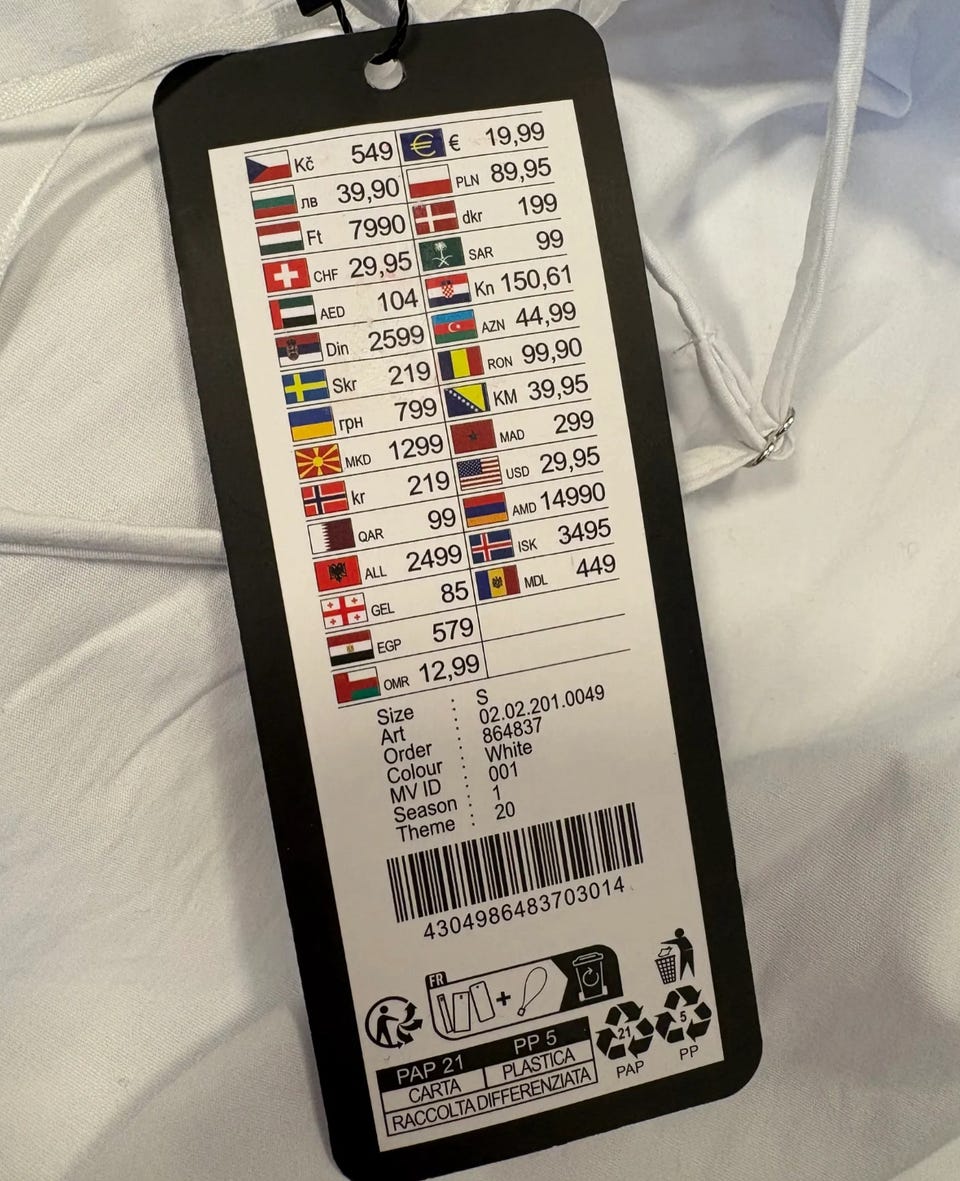 Kč 549 € 19,99
лв 39,90 PLN 89,95
Ft 7990 dkr 199
CHF 29,95 SAR 99
AED 104 Kn 150,61
Din 2599 AZN 44,99
Skr 219 RON 99,90
грн 799 KM 39,95
MKD 1299 MAD 299
kr 219 USD 29,95
QAR 99 AMD 14990
ALL 2499 ISK 3495
GEL 85 MDL 449
EGP 579
OMR 12,99
Size : S
Art : 02.02.201.0049
Order : 864837
Colour : White
MV ID : 001
Season : 1
Theme : 20
4304986483703014
FR
+
PAP 21 PP 5
CARTA PLASTICA
RACCOLTA DIFFERENZIATA
21 5
PAP PP